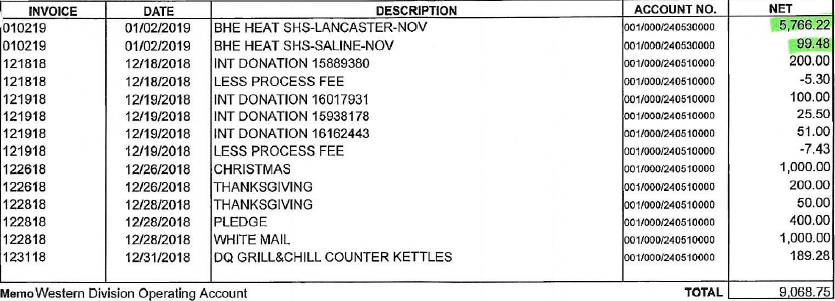 INVOICE DATE DESCRIPTION ACCOUNT NO. NET
010219 01/02/2019 BHE HEAT SHS-LANCASTER-NOV 001/000/240530000 5,766.22
010219 01/02/2019 BHE HEAT SHS-SALINE-NOV 001/000/240530000 99.48
121818 12/18/2018 INT DONATION 15889380 001/000/240510000 200.00
121818 12/18/2018 LESS PROCESS FEE 001/000/240510000 -5.30
121918 12/19/2018 INT DONATION 16017931 001/000/240510000 100.00
121918 12/19/2018 INT DONATION 15938178 001/000/240510000 25.50
121918 12/19/2018 INT DONATION 16162443 001/000/240510000 51.00
121918 12/19/2018 LESS PROCESS FEE 001/000/240510000 -7.43
122618 12/26/2018 CHRISTMAS 001/000/240510000 1,000.00
122618 12/26/2018 THANKSGIVING 001/000/240510000 200.00
122818 12/28/2018 THANKSGIVING 001/000/240510000 50.00
122818 12/28/2018 PLEDGE 001/000/240510000 400.00
122818 12/28/2018 WHITE MAIL 001/000/240510000 1,000.00
123118 12/31/2018 DQ GRILL&CHILL COUNTER KETTLES 001/000/240510000 189.28
Memo Western Division Operating Account TOTAL 9,068.75